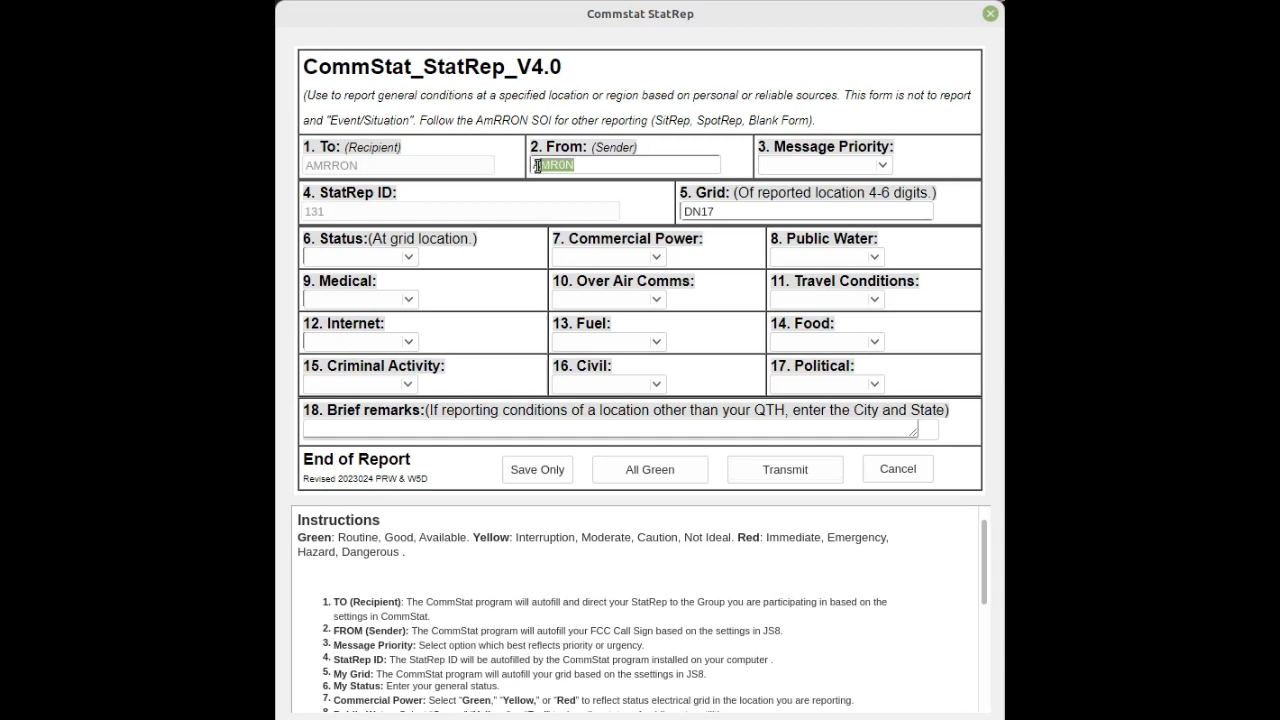 Commstat StatRep
CommStat_StatRep_V4.0
(Use to report general conditions at a specified location or region based on personal or reliable sources. This form is not to report
and "Event/Situation". Follow the AmRRON SOI for other reporting (SitRep, SpotRep, Blank Form).
1. To: (Recipient)
AMRRON
2. From: (Sender)
3. Message Priority:
4. StatRep ID:
131
5. Grid: (Of reported location 4-6 digits.)
DN17
6. Status:(At grid location.)
7. Commercial Power:
8. Public Water:
9. Medical:
10. Over Air Comms:
11. Travel Conditions:
12. Internet:
13. Fuel:
14. Food:
15. Criminal Activity:
16. Civil:
17. Political:
18. Brief remarks:(If reporting conditions of a location other than your QTH, enter the City and State)
End of Report
Revised 2023024 PRW & W5D
Save Only
All Green
Transmit
Cancel
Instructions
Green: Routine, Good, Available. Yellow: Interruption, Moderate, Caution, Not Ideal. Red: Immediate, Emergency,
Hazard, Dangerous .
1. TO (Recipient): The CommStat program will autofill and direct your StatRep to the Group you are participating in based on the
settings in CommStat.
2. FROM (Sender): The CommStat program will autofill your FCC Call Sign based on the settings in JS8.
3. Message Priority: Select option which best reflects priority or urgency.
4. StatRep ID: The StatRep ID will be autofilled by the CommStat program installed on your computer .
5. My Grid: The CommStat program will autofill your grid based on the ssettings in JS8.
6. My Status: Enter your general status.
7. Commercial Power: Select “Green,” “Yellow,” or “Red” to reflect status electrical grid in the location you are reporting.